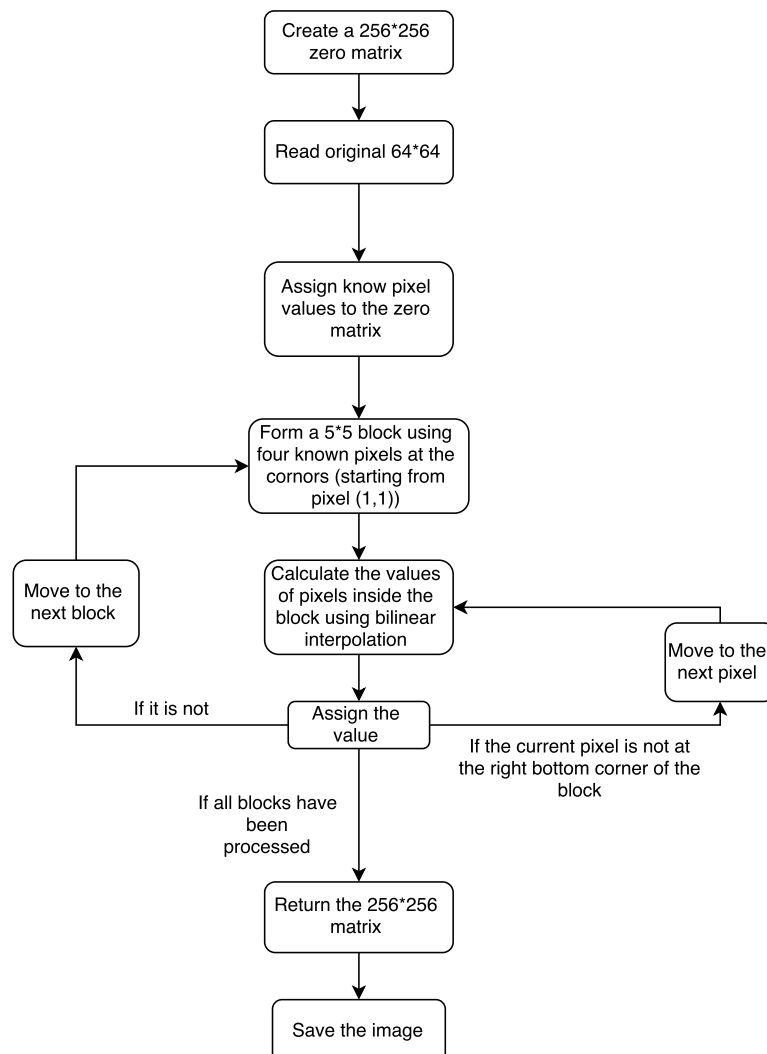 Create a 256*256
zero matrix
Read original 64*64
Assign know pixel
values to the zero
matrix
Form a 5*5 block using
four known pixels at the
cornors (starting from
pixel (1,1))
Move to the
next block
Calculate the values
of pixels inside the
block using bilinear
interpolation
Move to the
next pixel
If it is not
Assign the
value
If the current pixel is not at
the right bottom corner of the
block
If all blocks have
been
processed
Return the 256*256
matrix
Save the image